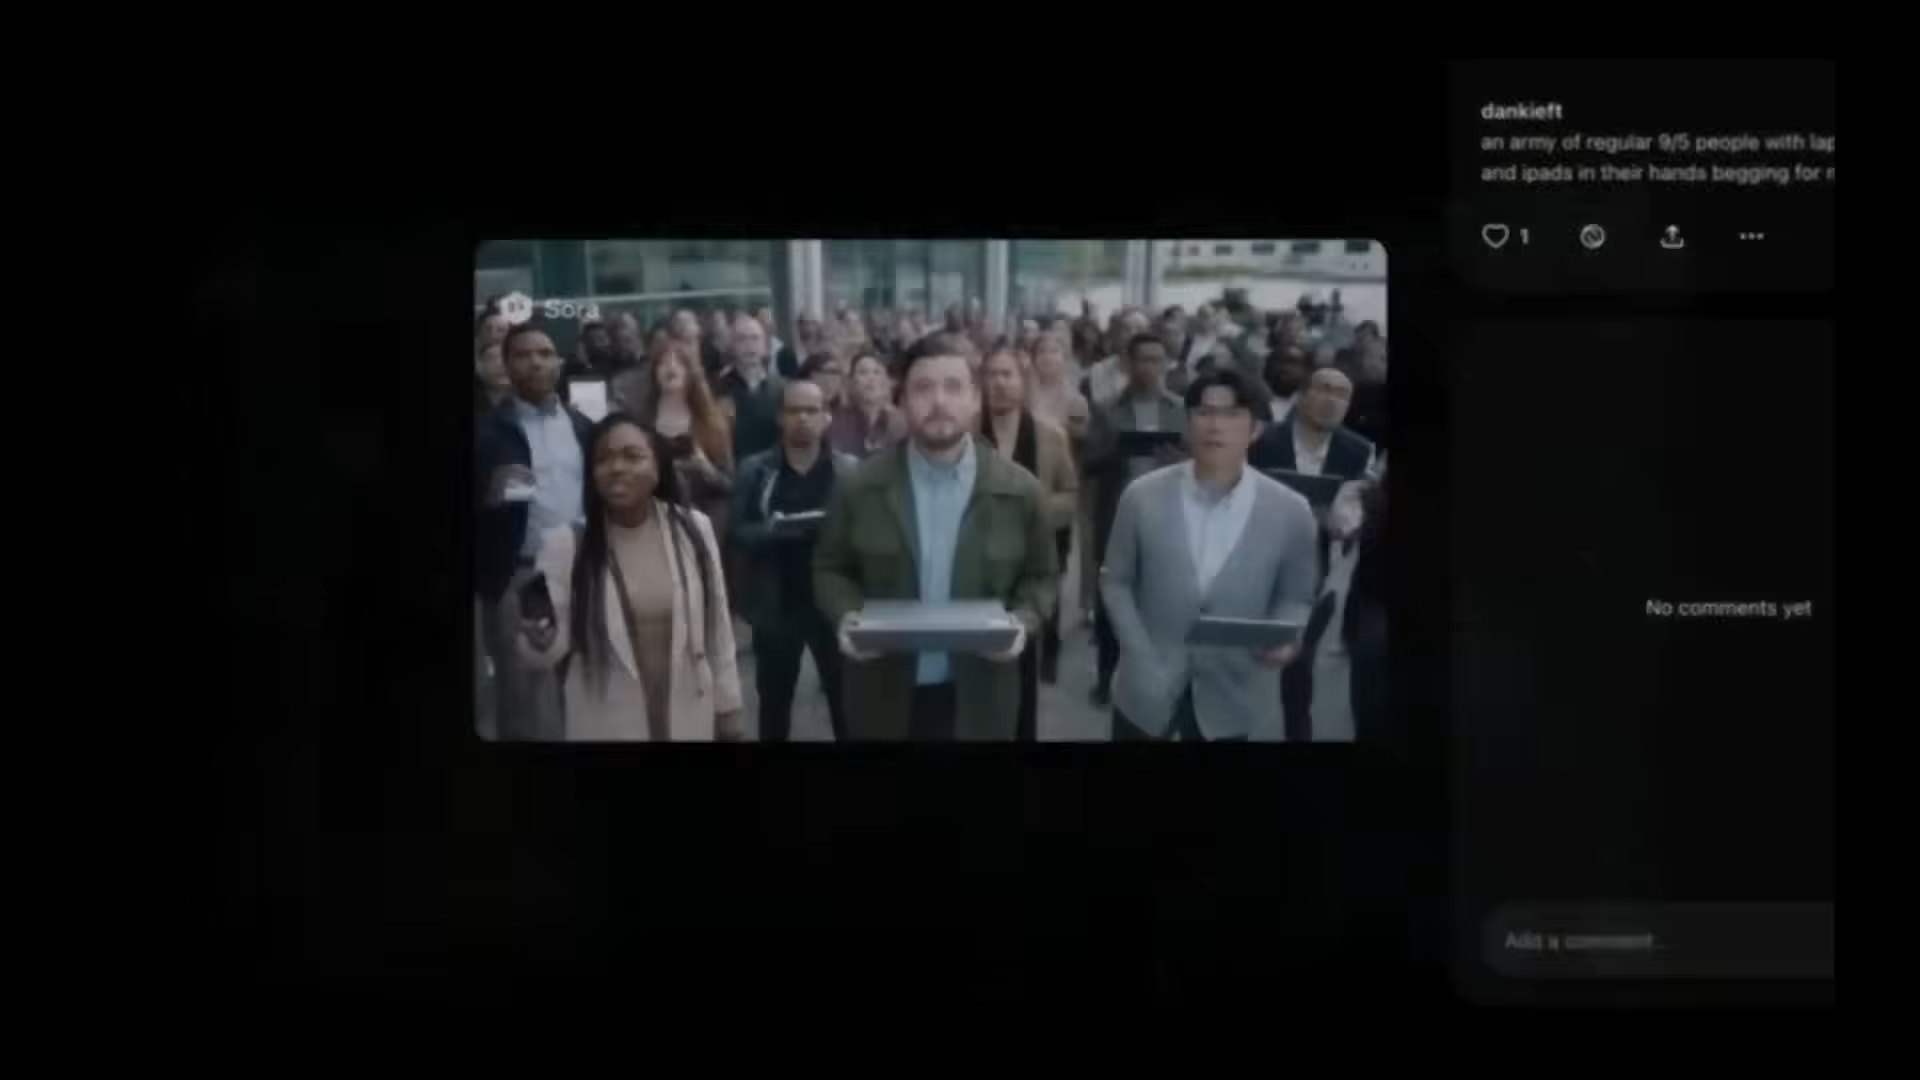 Sora
dankieft
an army of regular 9/5 people with lap
and ipads in their hands begging for
1
No comments yet
Add a comment...